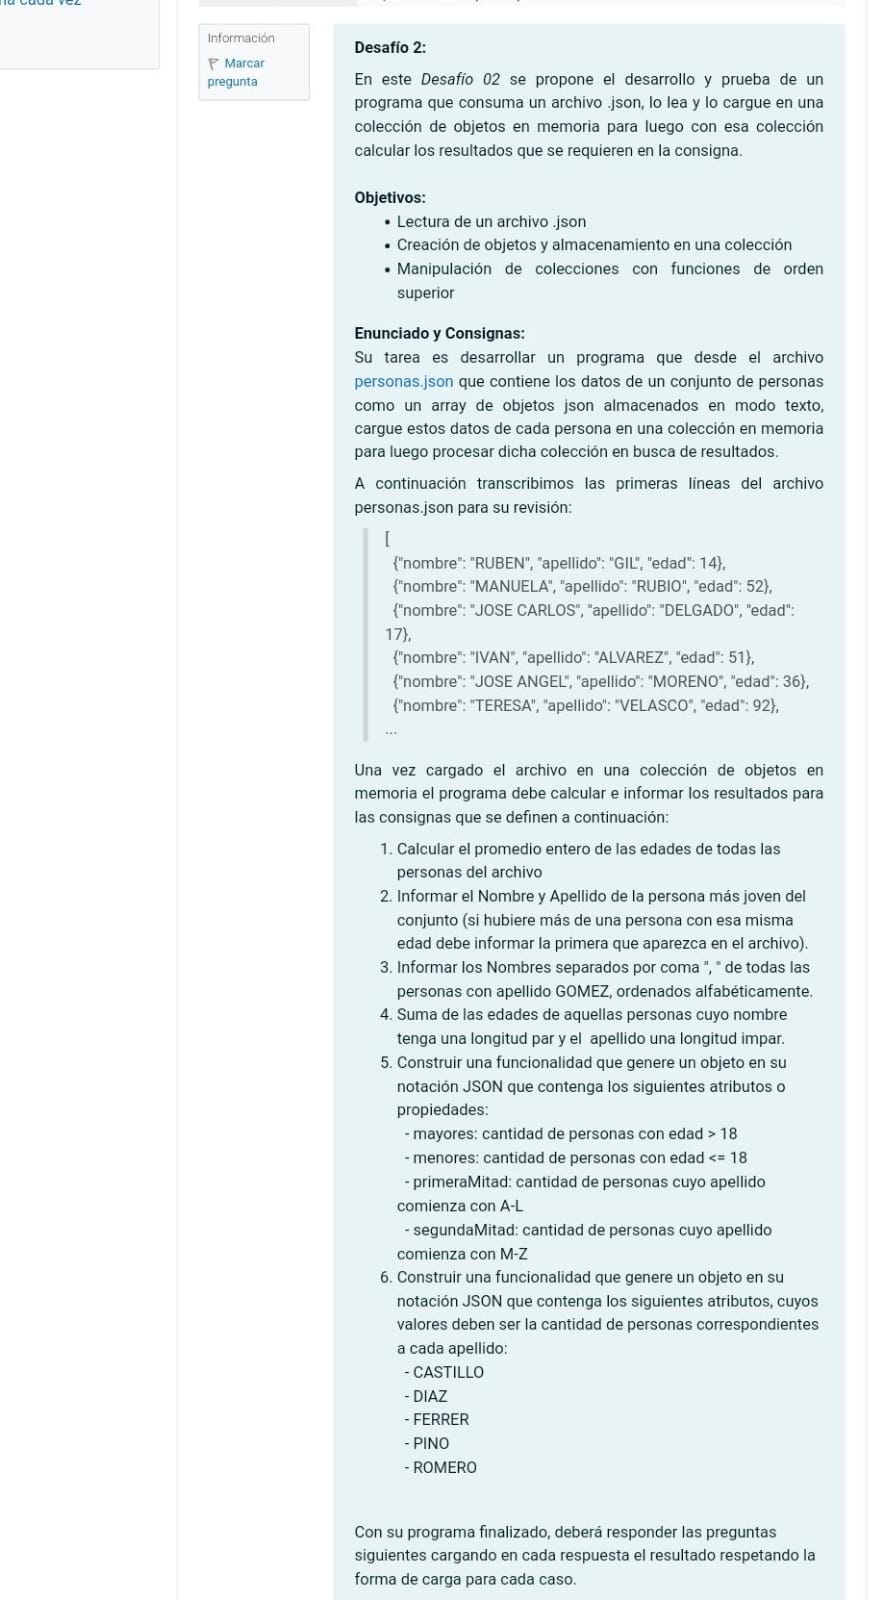 Información
Marcar
pregunta
Desafío 2:
En este Desafío 02 se propone el desarrollo y prueba de un
programa que consuma un archivo .json, lo lea y lo cargue en una
colección de objetos en memoria para luego con esa colección
calcular los resultados que se requieren en la consigna.
Objetivos:
• Lectura de un archivo .json
• Creación de objetos y almacenamiento en una colección
• Manipulación de colecciones con funciones de orden
superior
Enunciado y Consignas:
Su tarea es desarrollar un programa que desde el archivo
personas.json que contiene los datos de un conjunto de personas
como un array de objetos json almacenados en modo texto,
cargue estos datos de cada persona en una colección en memoria
para luego procesar dicha colección en busca de resultados.
A continuación transcribimos las primeras líneas del archivo
personas.json para su revisión:
[
{"nombre": "RUBEN", "apellido": "GIL", "edad": 14},
{"nombre": "MANUELA", "apellido": "RUBIO", "edad": 52},
{"nombre": "JOSE CARLOS", "apellido": "DELGADO", "edad":
17},
{"nombre": "IVAN", "apellido": "ALVAREZ", "edad": 51},
{"nombre": "JOSE ANGEL", "apellido": "MORENO", "edad": 36},
{"nombre": "TERESA", "apellido": "VELASCO", "edad": 92},
...
Una vez cargado el archivo en una colección de objetos en
memoria el programa debe calcular e informar los resultados para
las consignas que se definen a continuación:
1. Calcular el promedio entero de las edades de todas las
personas del archivo
2. Informar el Nombre y Apellido de la persona más joven del
conjunto (si hubiere más de una persona con esa misma
edad debe informar la primera que aparezca en el archivo).
3. Informar los Nombres separados por coma ", " de todas las
personas con apellido GOMEZ, ordenados alfabéticamente.
4. Suma de las edades de aquellas personas cuyo nombre
tenga una longitud par y el apellido una longitud impar.
5. Construir una funcionalidad que genere un objeto en su
notación JSON que contenga los siguientes atributos o
propiedades:
- mayores: cantidad de personas con edad > 18
- menores: cantidad de personas con edad <= 18
- primeraMitad: cantidad de personas cuyo apellido
comienza con A-L
- segundaMitad: cantidad de personas cuyo apellido
comienza con M-Z
6. Construir una funcionalidad que genere un objeto en su
notación JSON que contenga los siguientes atributos, cuyos
valores deben ser la cantidad de personas correspondientes
a cada apellido:
- CASTILLO
- DIAZ
- FERRER
- PINO
- ROMERO
Con su programa finalizado, deberá responder las preguntas
siguientes cargando en cada respuesta el resultado respetando la
forma de carga para cada caso.